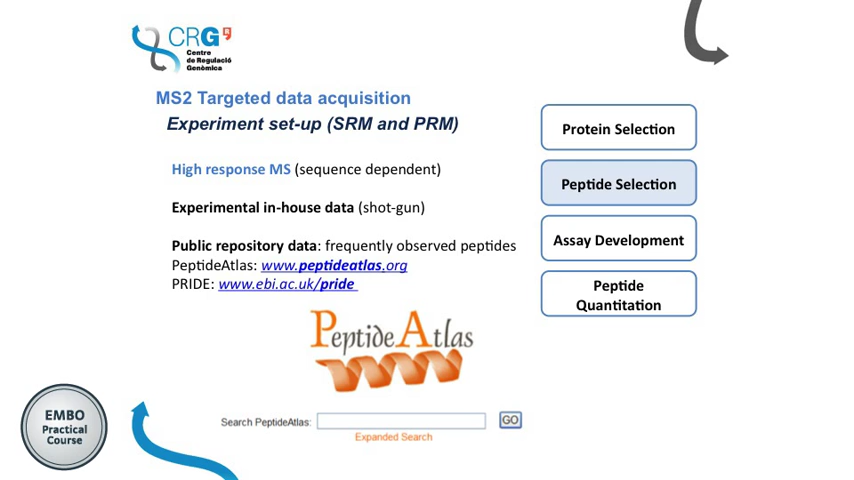 CRG
Centre
de Regulació
Genòmica
MS2 Targeted data acquisition
Experiment set-up (SRM and PRM)
High response MS (sequence dependent)
Experimental in-house data (shot-gun)
Public repository data: frequently observed peptides
PeptideAtlas: www.peptideatlas.org
PRIDE: www.ebi.ac.uk/pride
Protein Selection
Peptide Selection
Assay Development
Peptide
Quantitation
PeptideAtlas
Search PeptideAtlas:
GO
Expanded Search
EMBO
Practical
Course